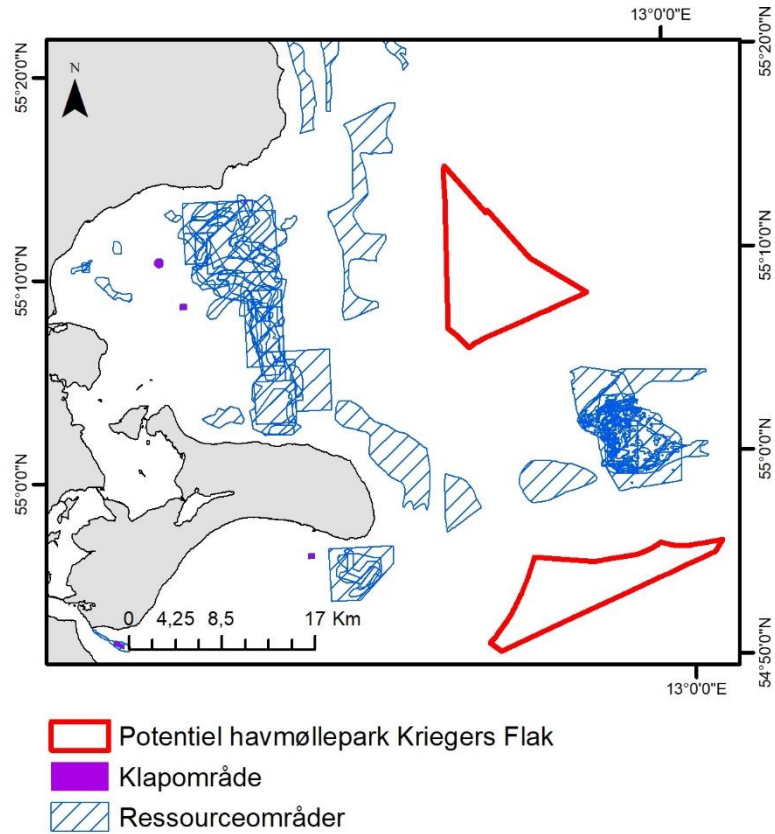 13°0'0"E
55°20'0"N
55°20'0"N
N
55°10'0"N
55°10'0"N
55°0'0"N
55°0'0"N
0 4,25 8,5 17 Km
54°50'0"N
13°0'0"E
Potentiel havmøllepark Kriegers Flak
Klapområde
Ressourceområder